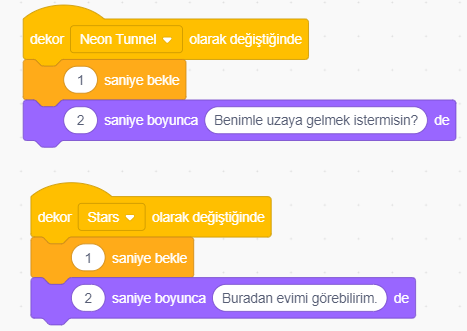 dekor Neon Tunnel olarak değiştiğinde
1 saniye bekle
2 saniye boyunca Benimle uzaya gelmek istermisin? de
dekor Stars olarak değiştiğinde
1 saniye bekle
2 saniye boyunca Buradan evimi görebilirim. de